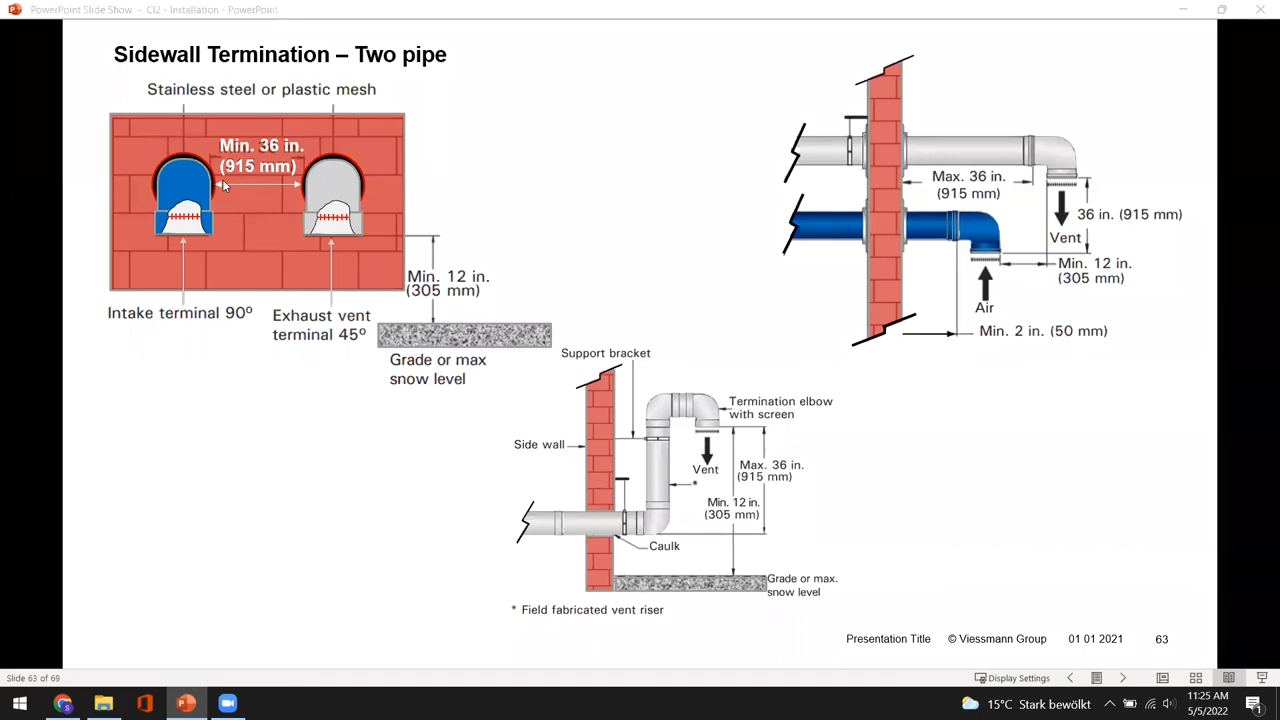 PowerPoint Slide Show - CI2 - Installation - PowerPoint
Sidewall Termination – Two pipe
Stainless steel or plastic mesh
Min. 36 in.
(915 mm)
Min. 12 in.
(305 mm)
Intake terminal 90º
Exhaust vent
terminal 45º
Grade or max
snow level
Max. 36 in.
(915 mm)
36 in. (915 mm)
Vent
Min. 12 in.
(305 mm)
Air
Min. 2 in. (50 mm)
Support bracket
Termination elbow
with screen
Side wall
Vent
Max. 36 in.
(915 mm)
*
Min. 12 in.
(305 mm)
Caulk
Grade or max.
snow level
* Field fabricated vent riser
Presentation Title © Viessmann Group 01 01 2021 63
Slide 63 of 69
Display Settings
15°C Stark bewölkt
11:25 AM
5/5/2022
1